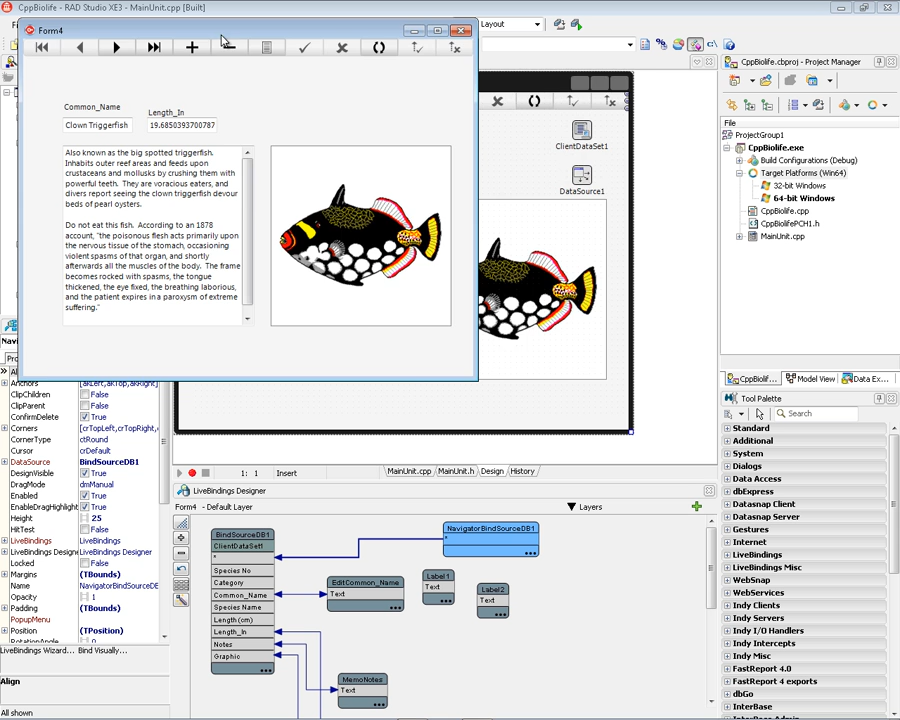 CppBiolife - RAD Studio XE3 - MainUnit.cpp [Built]
Layout
Form4
Common_Name
Length_In
Clown Triggerfish
19.6850393700787
Also known as the big spotted triggerfish.
Inhabits outer reef areas and feeds upon
crustaceans and mollusks by crushing them with
powerful teeth. They are voracious eaters, and
divers report seeing the clown triggerfish devour
beds of pearl oysters.
Do not eat this fish. According to an 1878
account, "the poisonous flesh acts primarily upon
the nervous tissue of the stomach, occasioning
violent spasms of that organ, and shortly
afterwards all the muscles of the body. The frame
becomes rocked with spasms, the tongue
thickened, the eye fixed, the breathing laborious,
and the patient expires in a paroxysm of extreme
suffering."
ClientDataSet1
DataSource1
CppBiolife.cbproj - Project Manager
File
ProjectGroup1
CppBiolife.exe
Build Configurations (Debug)
Target Platforms (Win64)
32-bit Windows
64-bit Windows
CppBiolife.cpp
CppBiolifePCH1.h
MainUnit.cpp
CppBiolif...
Model View
Data Ex...
Tool Palette
Search
Standard
Additional
System
Dialogs
Data Access
dbExpress
Datasnap Client
Datasnap Server
Gestures
Internet
LiveBindings
LiveBindings Misc
WebSnap
WebServices
Indy Clients
Indy Servers
Indy I/O Handlers
Indy Intercepts
Indy Misc
FastReport 4.0
FastReport 4 exports
dbGo
InterBase
InterBase Admin
Anchors [akLeft,akTop,akRight]
ClipChildren False
ClipParent False
ConfirmDelete True
Corners [crTopLeft,crTopRight,
CornerType ctRound
Cursor crDefault
DataSource BindSourceDB1
DesignVisible True
DragMode dmManual
Enabled True
EnableDragHighlight True
Height 25
HitTest False
LiveBindings LiveBindings
LiveBindings Designer LiveBindings Designer
Locked False
Margins (TBounds)
Name NavigatorBindSourceDB1
Opacity 1
Padding (TBounds)
PopupMenu
Position (TPosition)
RotationAngle 0
LiveBindings Wizard... Bind Visually...
Align
All shown
1: 1 Insert
MainUnit.cpp MainUnit.h Design History
LiveBindings Designer
Form4 - Default Layer
Layers
BindSourceDB1
ClientDataSet1
*
Species No
Category
Common_Name
Species Name
Length (cm)
Length_In
Notes
Graphic
NavigatorBindSourceDB1
*
EditCommon_Name
Text
Label1
Text
Label2
Text
MemoNotes
Text